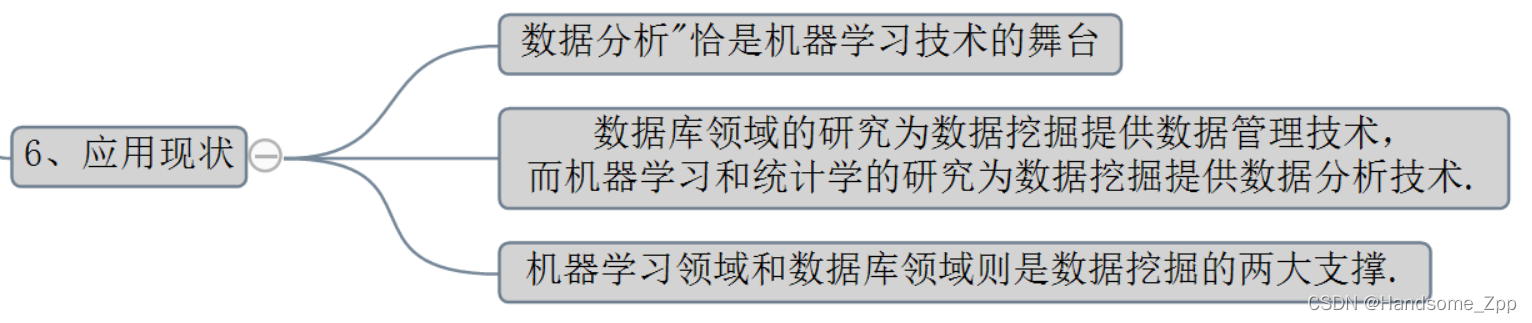 数据分析"恰是机器学习技术的舞台
6、应用现状
数据库领域的研究为数据挖掘提供数据管理技术，
而机器学习和统计学的研究为数据挖掘提供数据分析技术.
机器学习领域和数据库领域则是数据挖掘的两大支撑.
CSDN @Handsome_Zpp